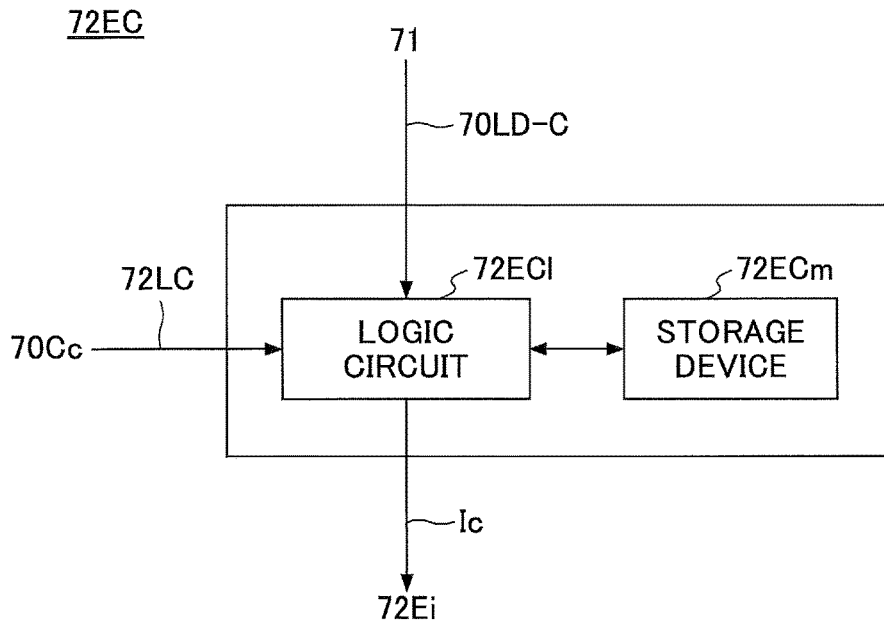 72EC
71
70LD-C
72ECl
72ECm
72LC
70Cc
LOGIC
CIRCUIT
STORAGE
DEVICE
Ic
72Ei